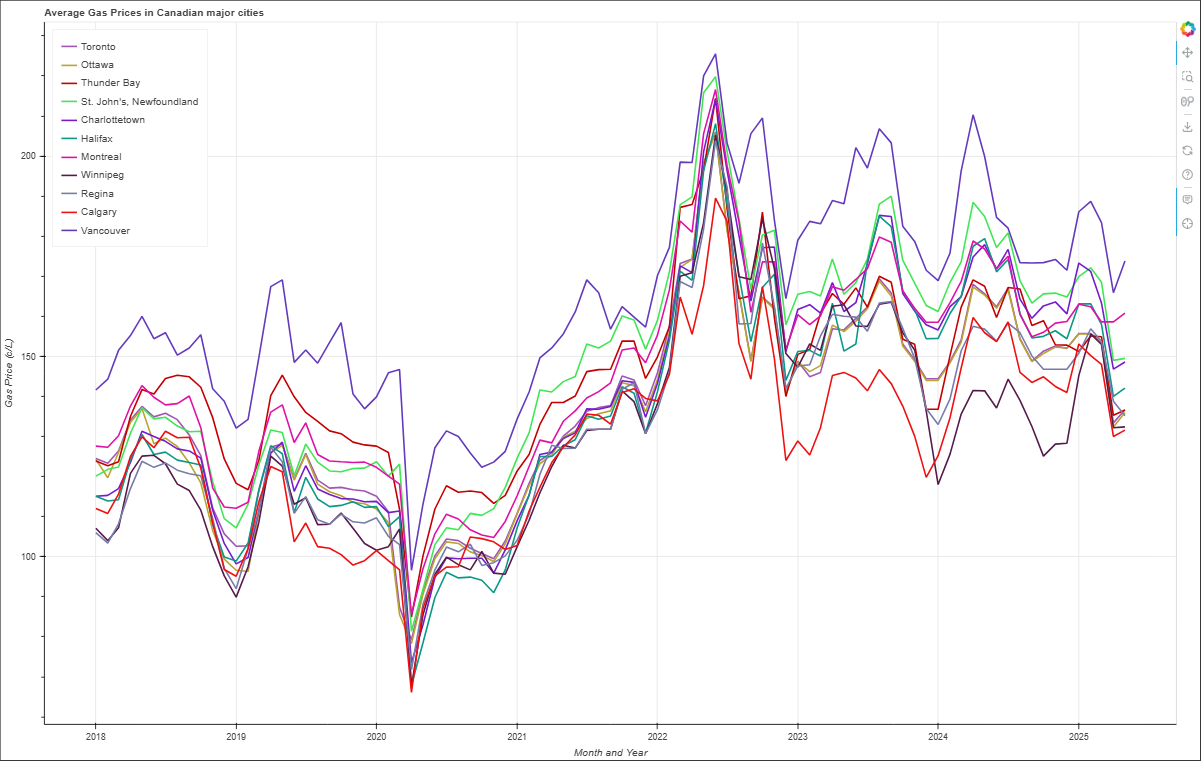 Average Gas Prices in Canadian major cities
Toronto
Ottawa
Thunder Bay
St. John's, Newfoundland
Charlottetown
Halifax
Montreal
Winnipeg
Regina
Calgary
Vancouver
200
150
100
Gas Price (c/L)
2018 2019 2020 2021 2022 2023 2024 2025
Month and Year